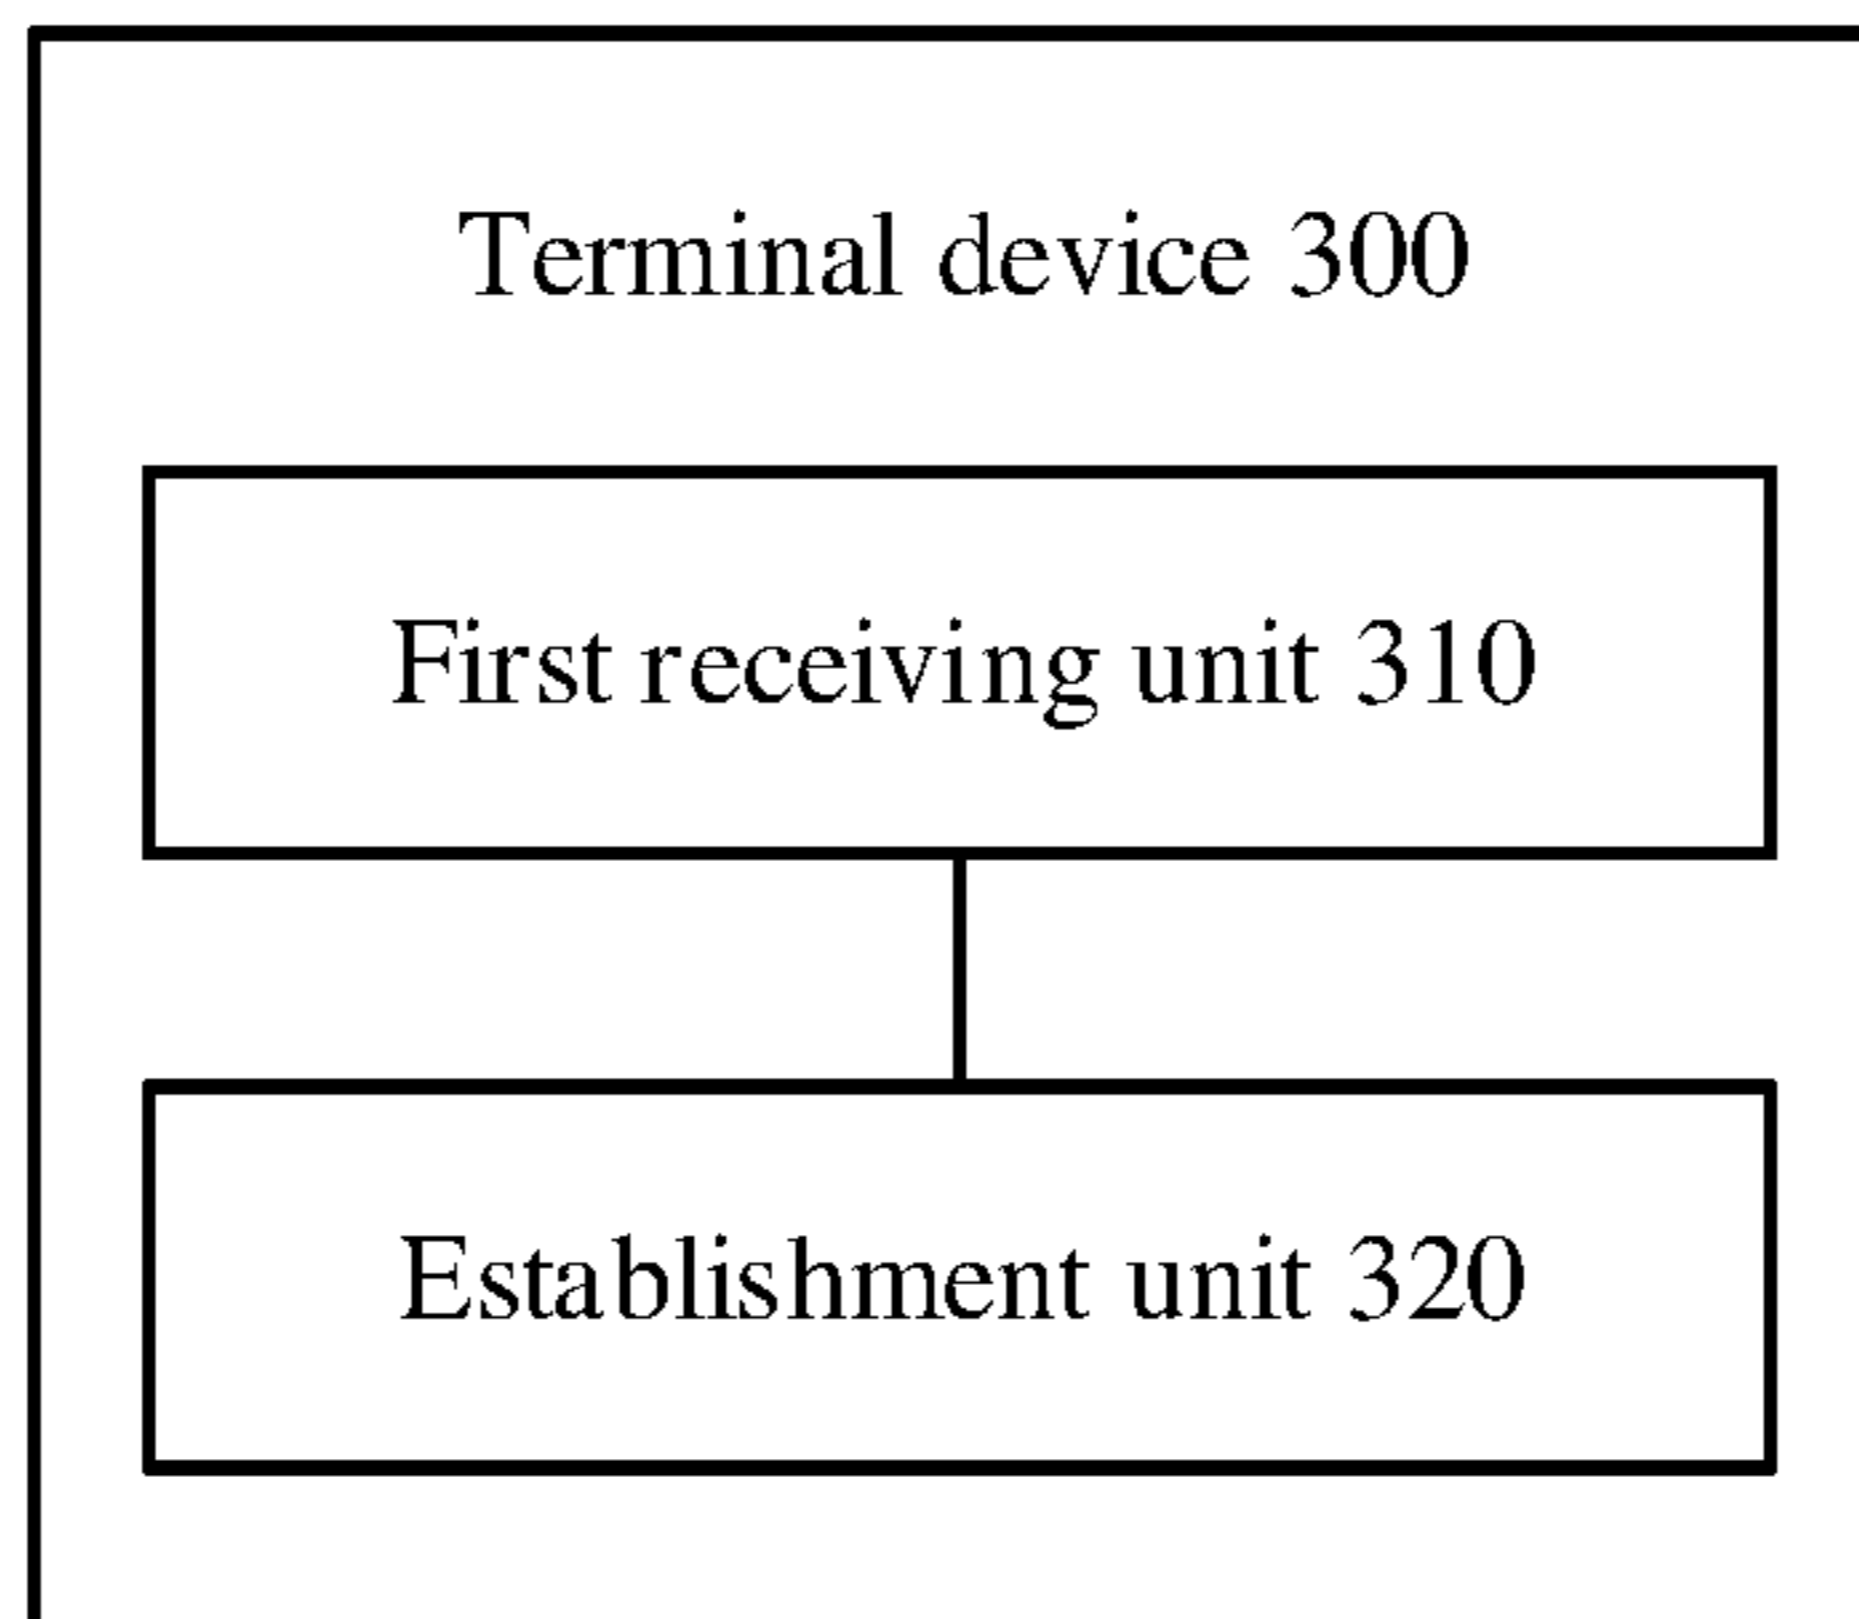 Terminal device 300
First receiving unit 310
Establishment unit 320